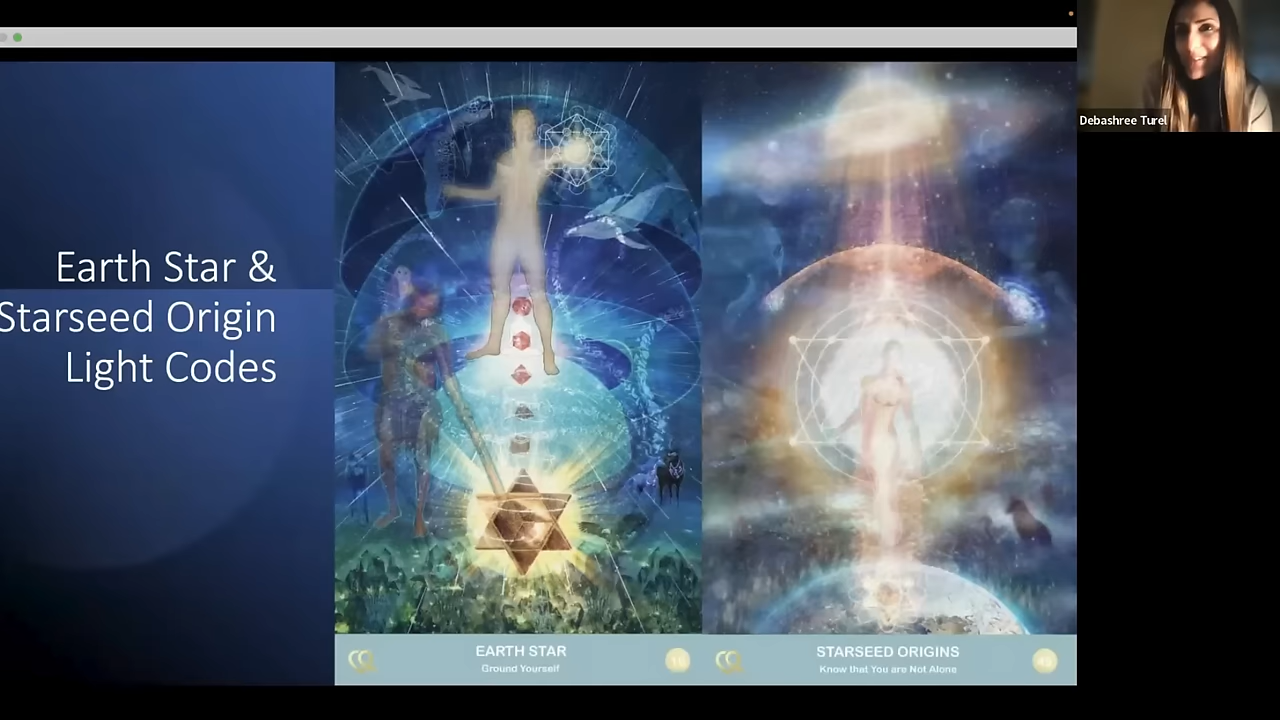 Debashree Turel
Earth Star &
Starseed Origin
Light Codes
EARTH STAR
Ground Yourself
STARSEED ORIGINS
Know that You are Not Alone